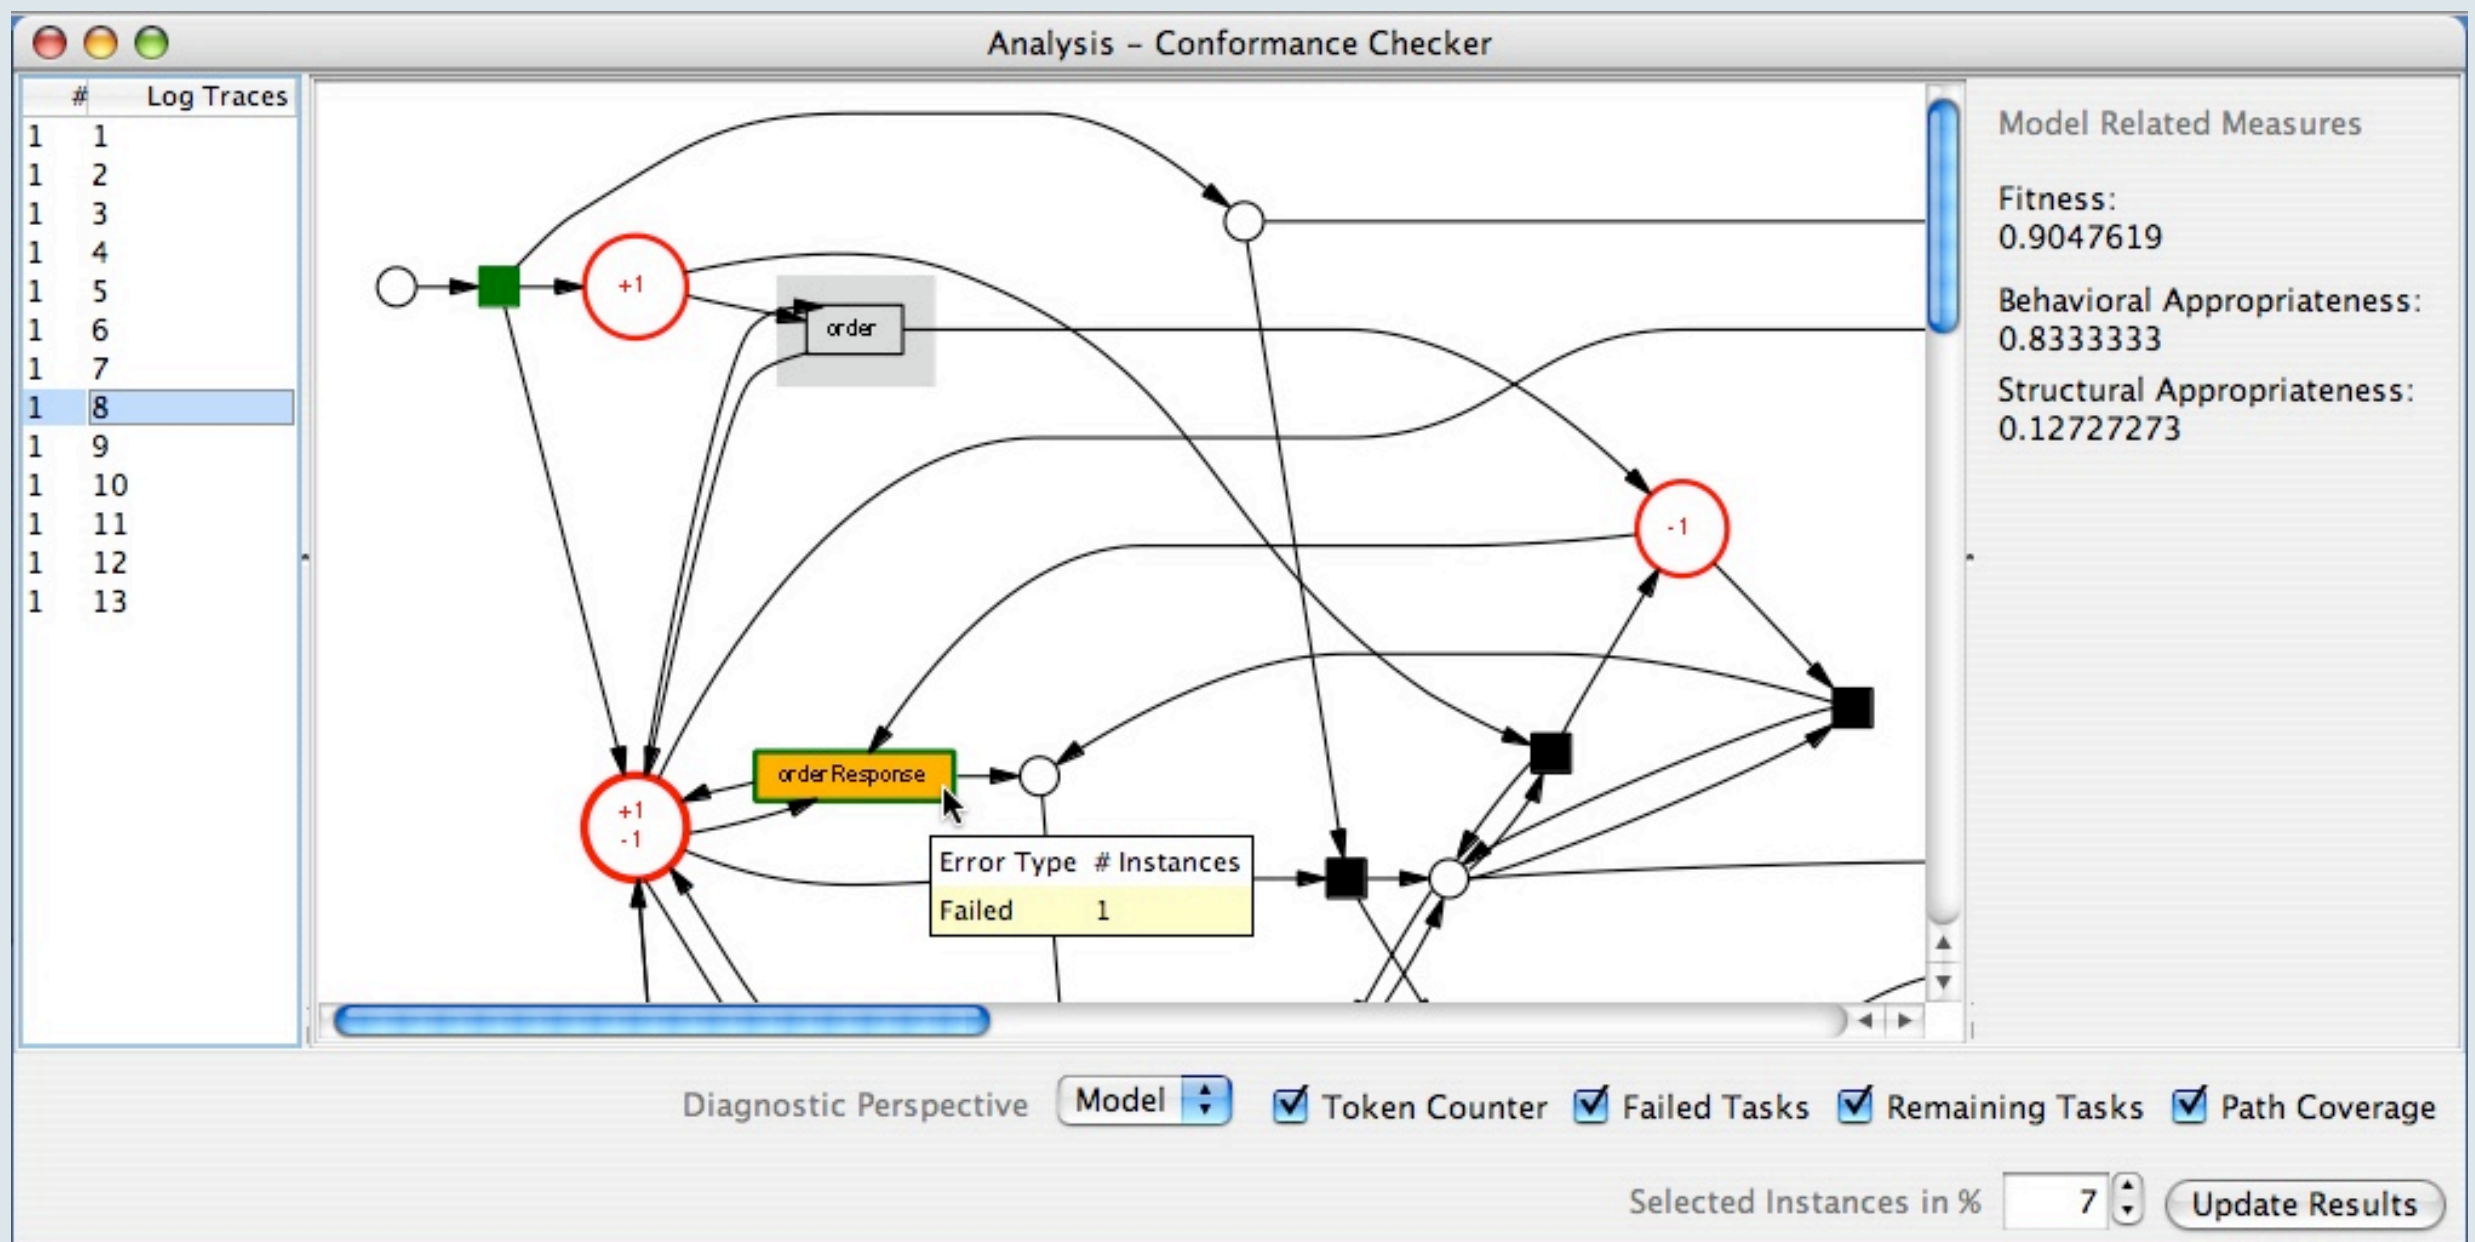 Analysis – Conformance Checker
# Log Traces
1 1
1 2
1 3
1 4
1 5
1 6
1 7
1 8
1 9
1 10
1 11
1 12
1 13
+1
order
-1
orderResponse
+1
-1
Error Type # Instances
Failed 1
Model Related Measures
Fitness:
0.9047619
Behavioral Appropriateness:
0.8333333
Structural Appropriateness:
0.12727273
Diagnostic Perspective Model Token Counter Failed Tasks Remaining Tasks Path Coverage
Selected Instances in % 7 Update Results